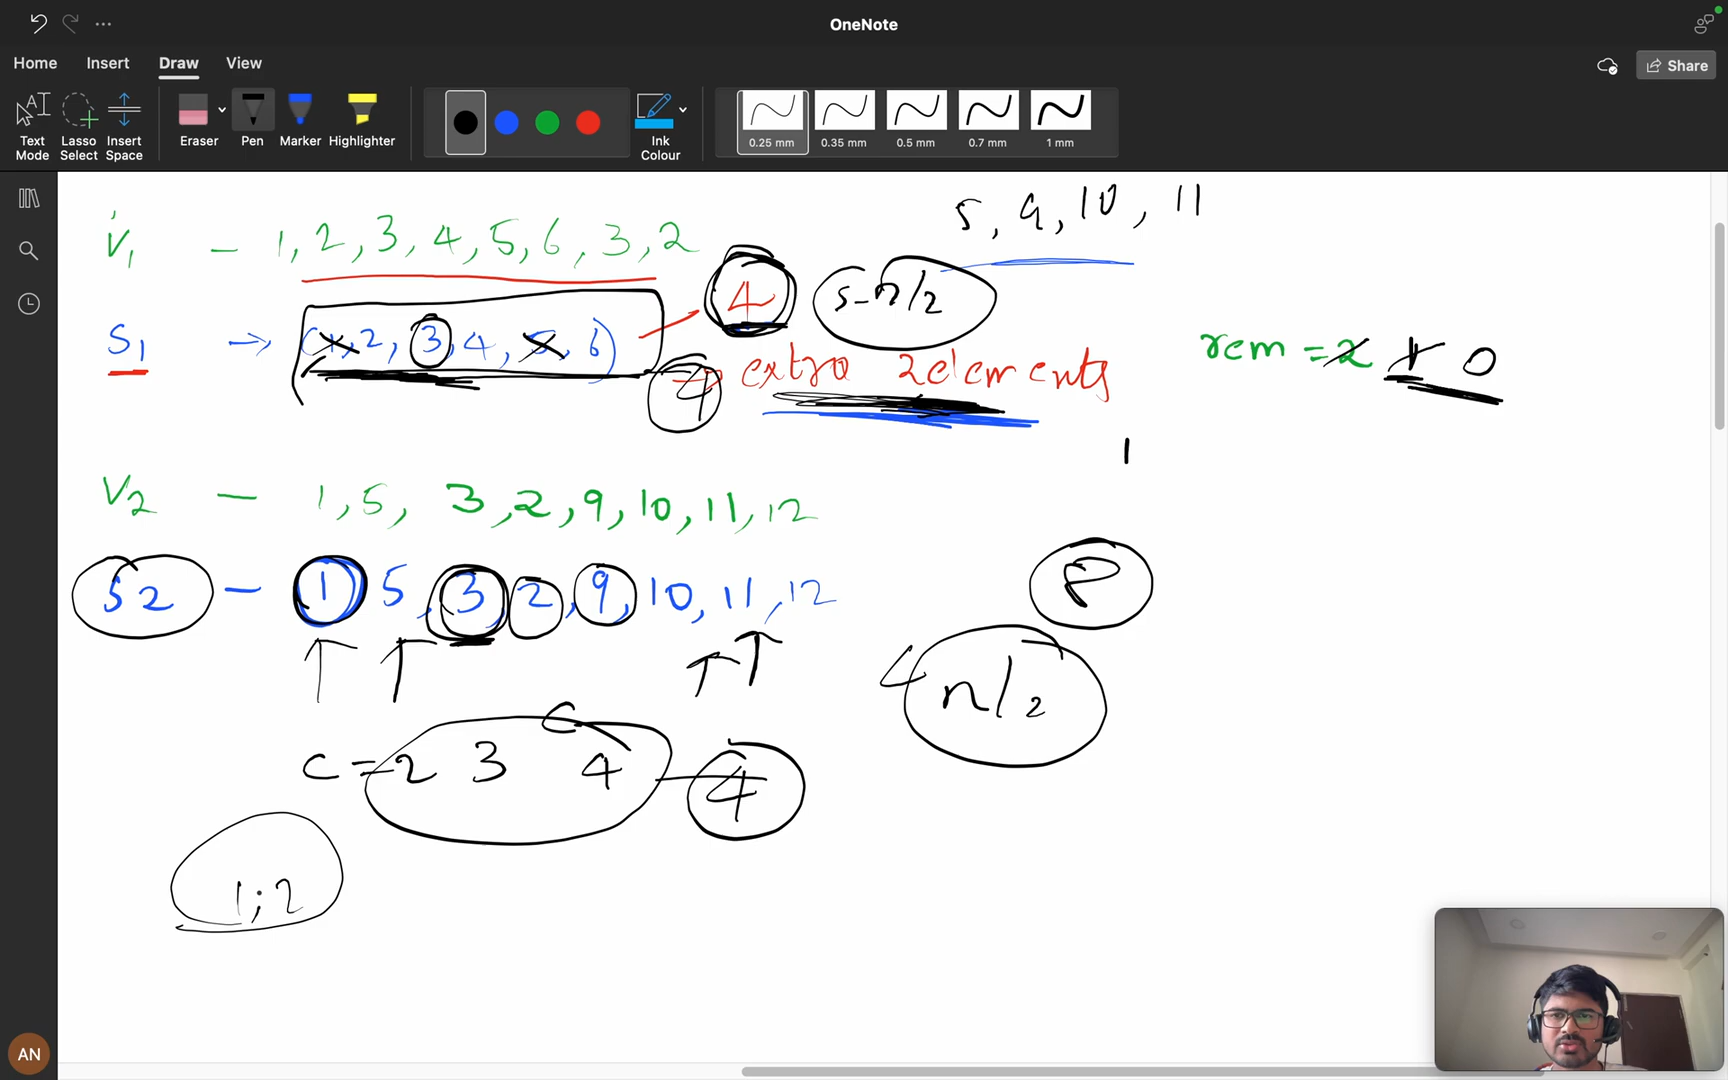 OneNote
Home Insert Draw View
Share
Text Mode
Lasso Select
Insert Space
Eraser
Pen
Marker
Highlighter
Ink Colour
0.25 mm
0.35 mm
0.5 mm
0.7 mm
1 mm
5, 9, 10, 11
V1 - 1, 2, 3, 4, 5, 6, 3, 2
4
s-n/2
S1 → (1, 2, 3, 4, 5, 6)
rem = 2 1 0
4
→ extra 2 elements
1
V2 - 1, 5, 3, 2, 9, 10, 11, 12
S2 - 1 5, 3, 2, 9, 10, 11, 12
n/2
C = 2 3 4 - 4
1; 2
AN